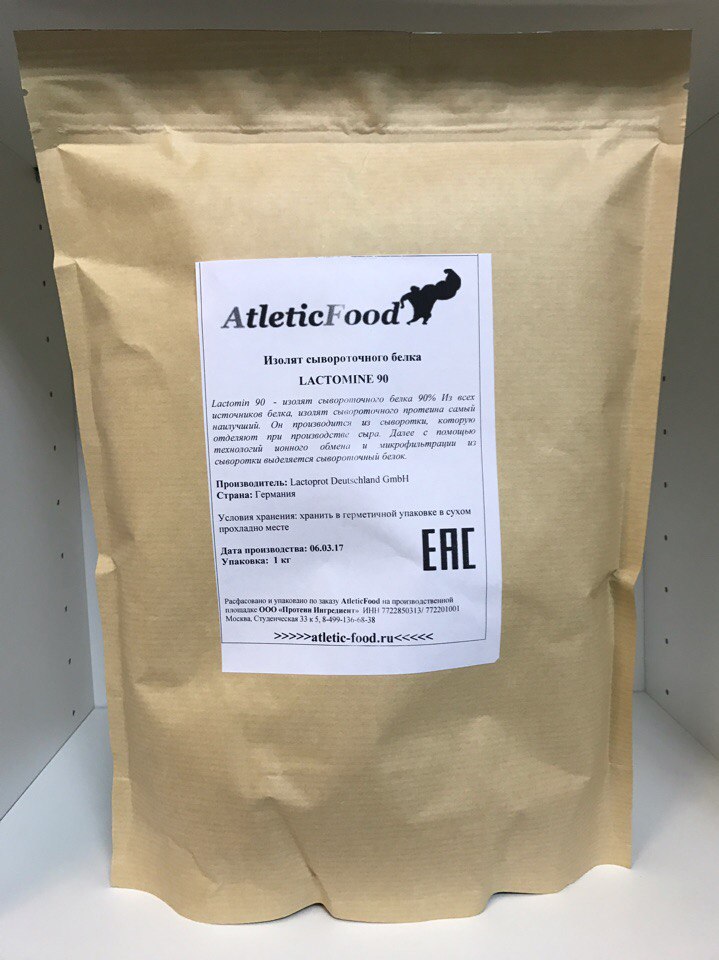 AtleticFood
Изолят сывороточного белка
LACTOMINE 90
Lactomin 90 - изолят сывороточного белка 90% Из всех
источников белка, изолят сывороточного протеина самый
наилучший. Он производится из сыворотки, которую
отделяют при производстве сыра. Далее с помощью
технологий ионного обмена и микрофильтрации из
сыворотки выделяется сывороточный белок.
Производитель: Lactoprot Deutschland GmbH
Страна: Германия
Условия хранения: хранить в герметичной упаковке в сухом
прохладно месте
Дата производства: 06.03.17
Упаковка: 1 кг
EAC
Расфасовано и упаковано по заказу AtleticFood на производственной
площадке ООО «Протеин Ингредиент» ИНН 7722850313/ 772201001
Москва, Студенческая 33 к 5, 8-499-136-68-38
>>>>>atletic-food.ru<<<<<